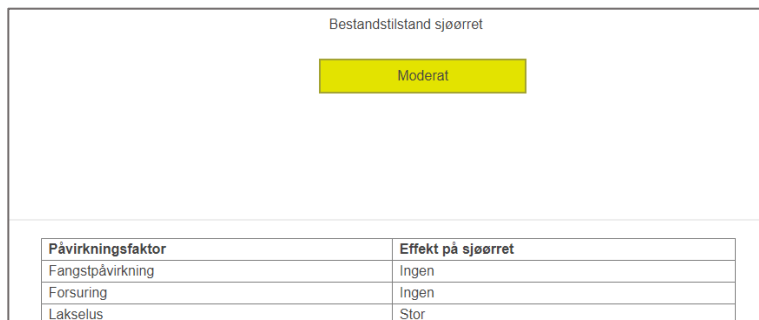 Bestandstilstand sjøørret
Moderat
Påvirkningsfaktor Effekt på sjøørret
Fangstpåvirkning Ingen
Forsuring Ingen
Lakselus Stor